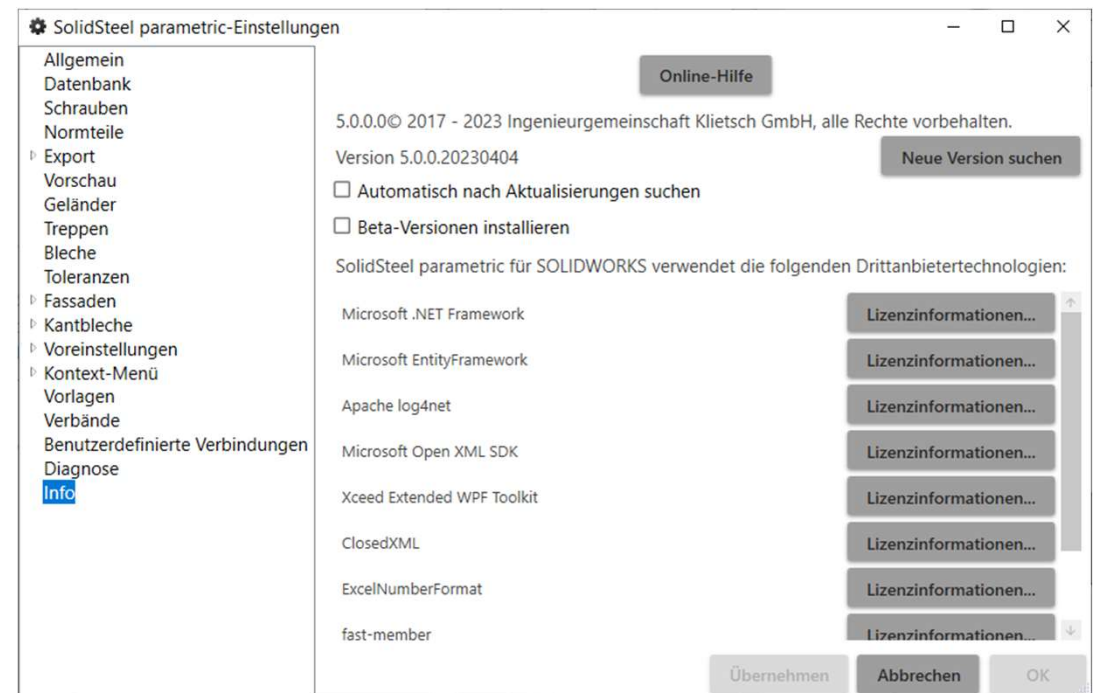 SolidSteel parametric-Einstellungen
Allgemein
Datenbank
Schrauben
Normteile
Export
Vorschau
Geländer
Treppen
Bleche
Toleranzen
Fassaden
Kantbleche
Voreinstellungen
Kontext-Menü
Vorlagen
Verbände
Benutzerdefinierte Verbindungen
Diagnose
Info
Online-Hilfe
5.0.0.0© 2017 - 2023 Ingenieurgemeinschaft Klietsch GmbH, alle Rechte vorbehalten.
Version 5.0.0.20230404
Neue Version suchen
Automatisch nach Aktualisierungen suchen
Beta-Versionen installieren
SolidSteel parametric für SOLIDWORKS verwendet die folgenden Drittanbietertechnologien:
Microsoft .NET Framework
Lizenzinformationen...
Microsoft EntityFramework
Lizenzinformationen...
Apache log4net
Lizenzinformationen...
Microsoft Open XML SDK
Lizenzinformationen...
Xceed Extended WPF Toolkit
Lizenzinformationen...
ClosedXML
Lizenzinformationen...
ExcelNumberFormat
Lizenzinformationen...
fast-member
Lizenzinformationen...
Übernehmen
Abbrechen
OK